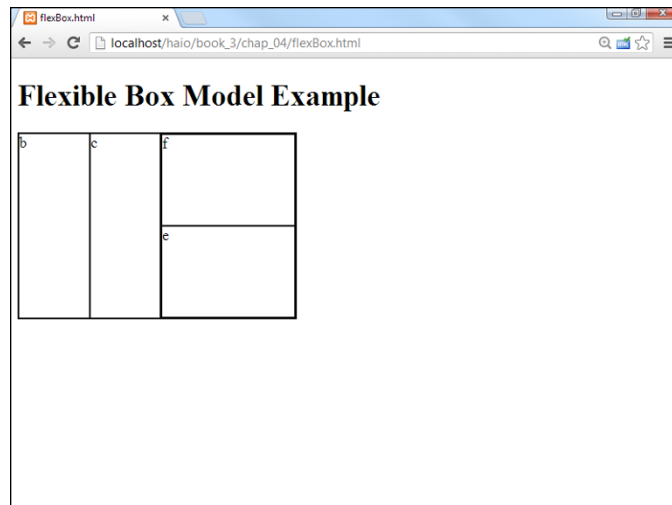 flexBox.html
localhost/haio/book_3/chap_04/flexBox.html
Flexible Box Model Example
b
c
f
e